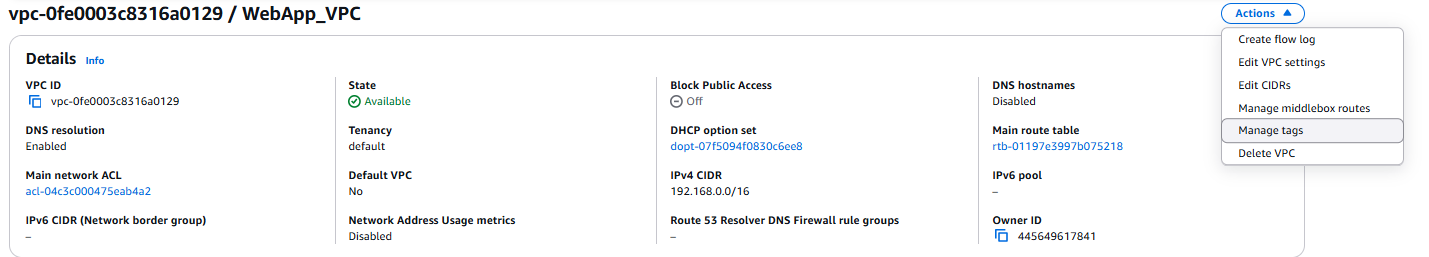 vpc-0fe0003c8316a0129 / WebApp_VPC
Actions
Create flow log
Edit VPC settings
Edit CIDRs
Manage middlebox routes
Manage tags
Delete VPC
Details Info
VPC ID
vpc-0fe0003c8316a0129
State
Available
Block Public Access
Off
DNS hostnames
Disabled
DNS resolution
Enabled
Tenancy
default
DHCP option set
dopt-07f5094f0830c6ee8
Main route table
rtb-01197e3997b075218
Main network ACL
acl-04c3c000475eab4a2
Default VPC
No
IPv4 CIDR
192.168.0.0/16
IPv6 pool
–
IPv6 CIDR (Network border group)
–
Network Address Usage metrics
Disabled
Route 53 Resolver DNS Firewall rule groups
–
Owner ID
445649617841